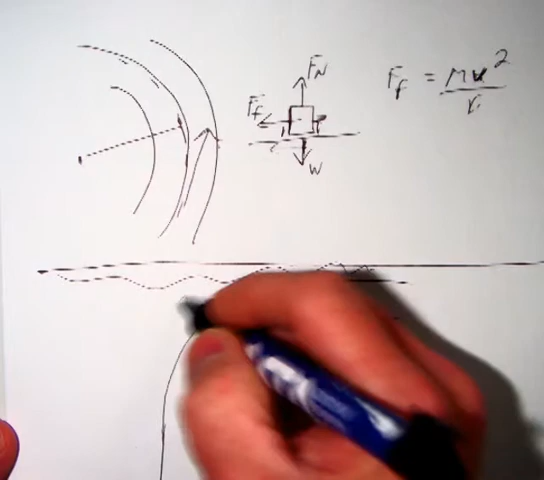 F_N
F_f
W
F_f = mv^2
r